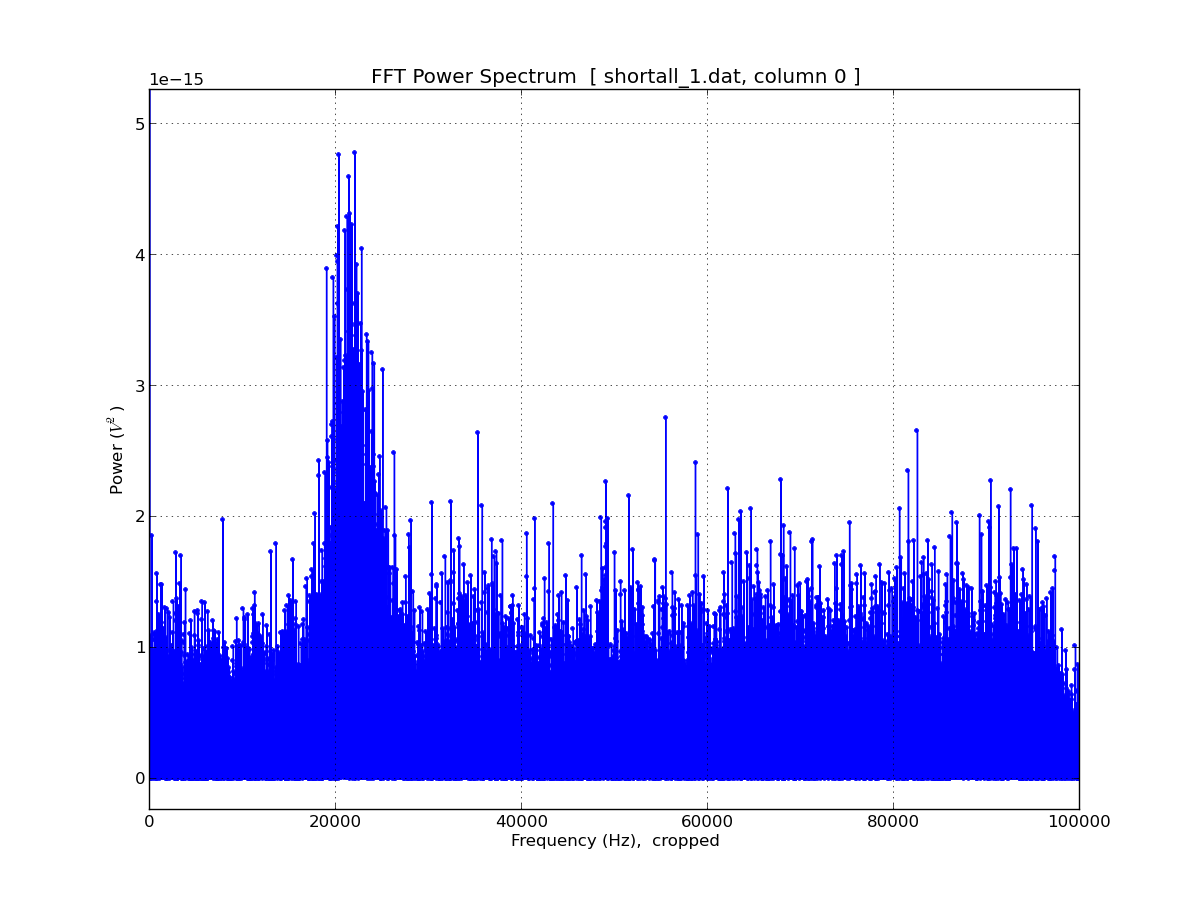 1e−15
FFT Power Spectrum [ shortall_1.dat, column 0 ]
5
4
3
2
1
0
Power (V² )
0 20000 40000 60000 80000 100000
Frequency (Hz), cropped